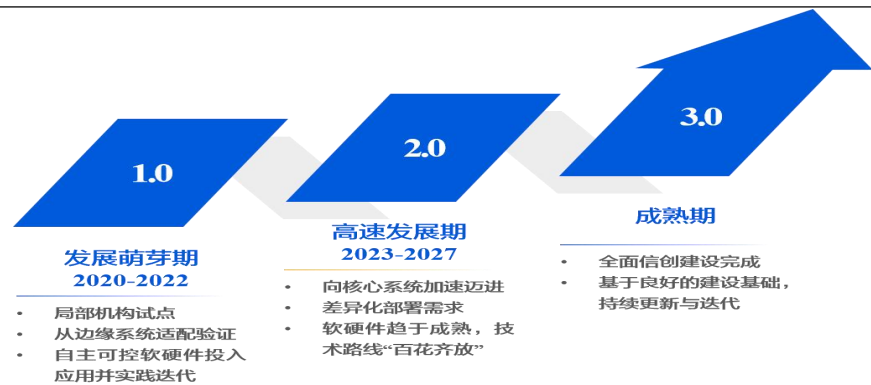 1.0
发展萌芽期
2020-2022
• 局部机构试点
• 从边缘系统适配验证
• 自主可控软硬件投入
应用并实践迭代
2.0
高速发展期
2023-2027
• 向核心系统加速迈进
• 差异化部署需求
• 软硬件趋于成熟，技
术路线“百花齐放”
3.0
成熟期
• 全面信创建设完成
• 基于良好的建设基础，
持续更新与迭代